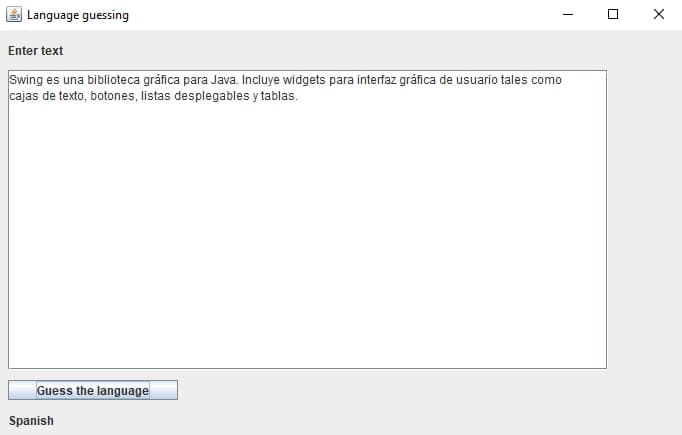 Language guessing
Enter text
Swing es una biblioteca gráfica para Java. Incluye widgets para interfaz gráfica de usuario tales como
cajas de texto, botones, listas desplegables y tablas.
Guess the language
Spanish